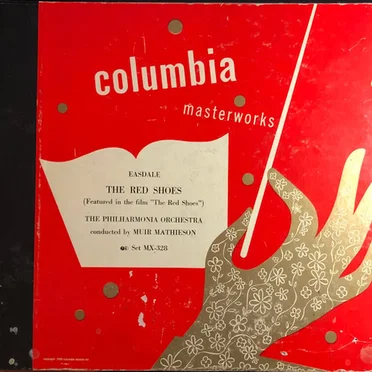 columbia
masterworks
EASDALE
THE RED SHOES
(Featured in the film "The Red Shoes")
THE PHILHARMONIA ORCHESTRA
conducted by MUIR MATHIESON
Set MX-328